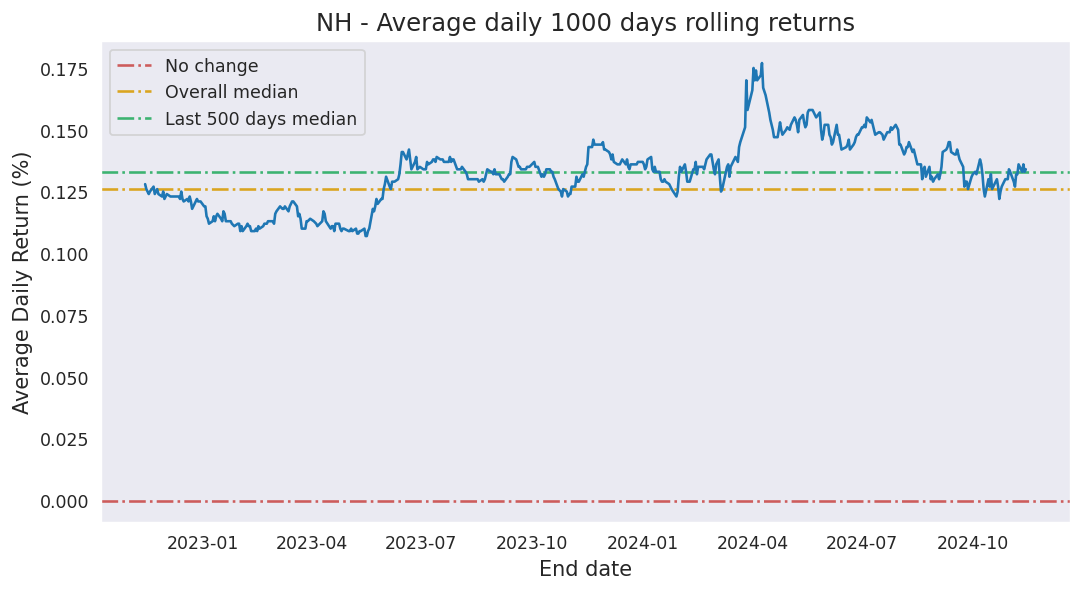 NH - Average daily 1000 days rolling returns
No change
Overall median
Last 500 days median
Average Daily Return (%)
0.175
0.150
0.125
0.100
0.075
0.050
0.025
0.000
2023-01 2023-04 2023-07 2023-10 2024-01 2024-04 2024-07 2024-10
End date